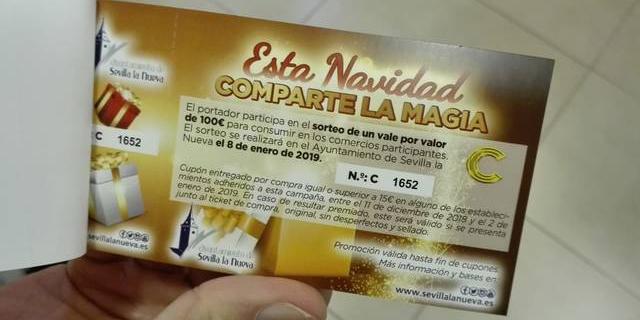 Ayuntamiento de
Sevilla la Nueva
C 1652
sevillalanueva.es
Esta Navidad
COMPARTE LA MAGIA
El portador participa en el sorteo de un vale por valor
de 100€ para consumir en los comercios participantes.
El sorteo se realizará en el Ayuntamiento de Sevilla la
Nueva el 8 de enero de 2019.
N.º: C 1652
C
Cupón entregado por compra igual o superior a 15€ en alguno de los estableci-
mientos adheridos a esta campaña, entre el 11 de diciembre de 2018 y el 2 de
enero de 2019. En caso de resultar premiado, este será válido si se presenta
junto al ticket de compra, original, sin desperfectos y sellado.
Ayuntamiento de
Sevilla la Nueva
Promoción válida hasta fin de cupones.
Más información y bases en
www.sevillalanueva.es